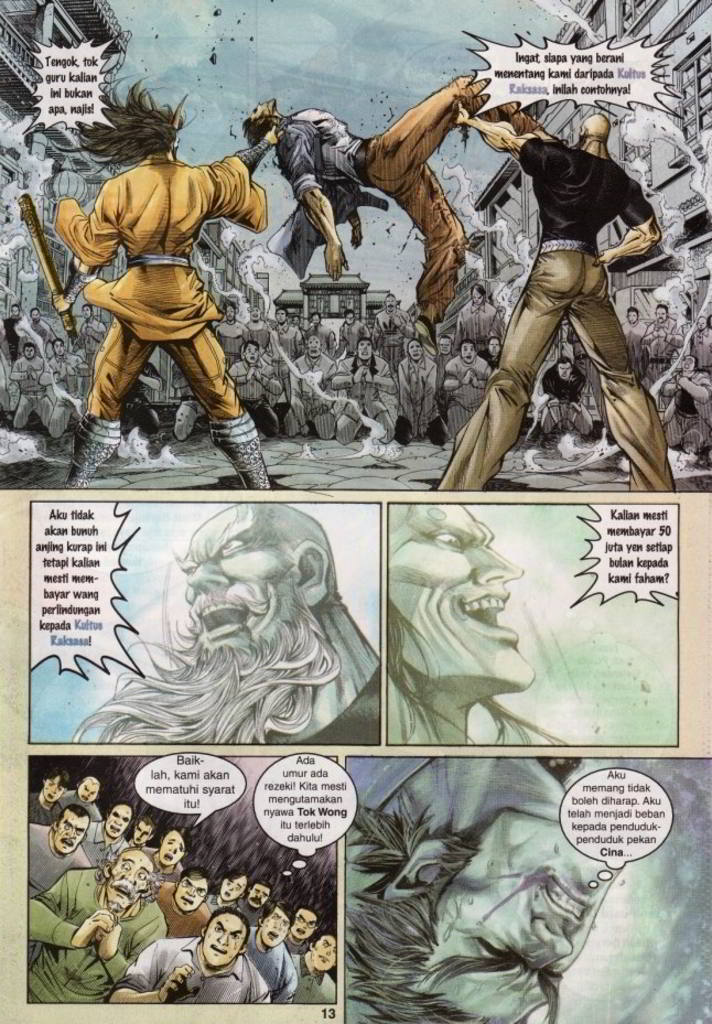 Tengok, tok
guru kalian
ini bukan
apa, najis!
Ingat, siapa yang berani
menentang kami daripada Kultus
Raksasa, inilah contohnya!
Aku tidak
akan bunuh
anjing kurap ini
tetapi kalian
mesti mem-
bayar wang
perlindungan
kepada Kultus
Raksasa!
Kalian mesti
membayar 50
juta yen setiap
bulan kepada
kami faham?
Baik-
lah, kami akan
mematuhi syarat
itu!
Ada
umur ada
rezeki! Kita mesti
mengutamakan
nyawa Tok Wong
itu terlebih
dahulu!
Aku
memang tidak
boleh diharap. Aku
telah menjadi beban
kepada penduduk-
penduduk pekan
Cina...
13